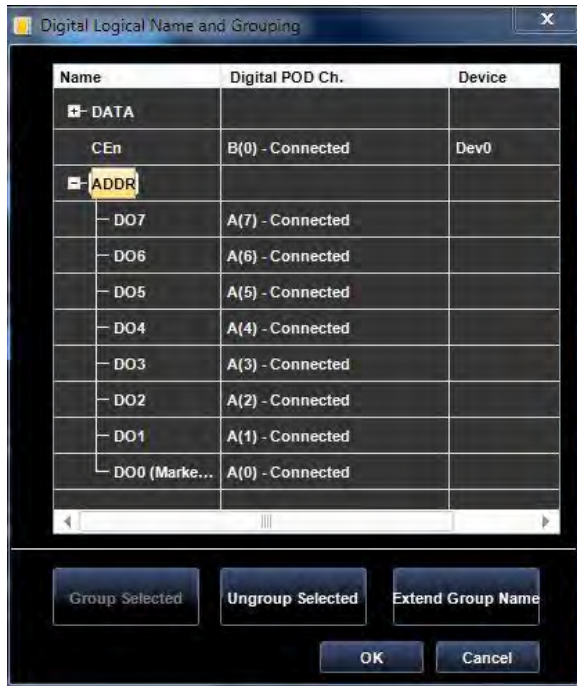 Digital Logical Name and Grouping X
Name Digital POD Ch. Device
DATA
CEn B(0) - Connected Dev0
ADDR
DO7 A(7) - Connected
DO6 A(6) - Connected
DO5 A(5) - Connected
DO4 A(4) - Connected
DO3 A(3) - Connected
DO2 A(2) - Connected
DO1 A(1) - Connected
DO0 (Marke... A(0) - Connected
Group Selected Ungroup Selected Extend Group Name
OK Cancel